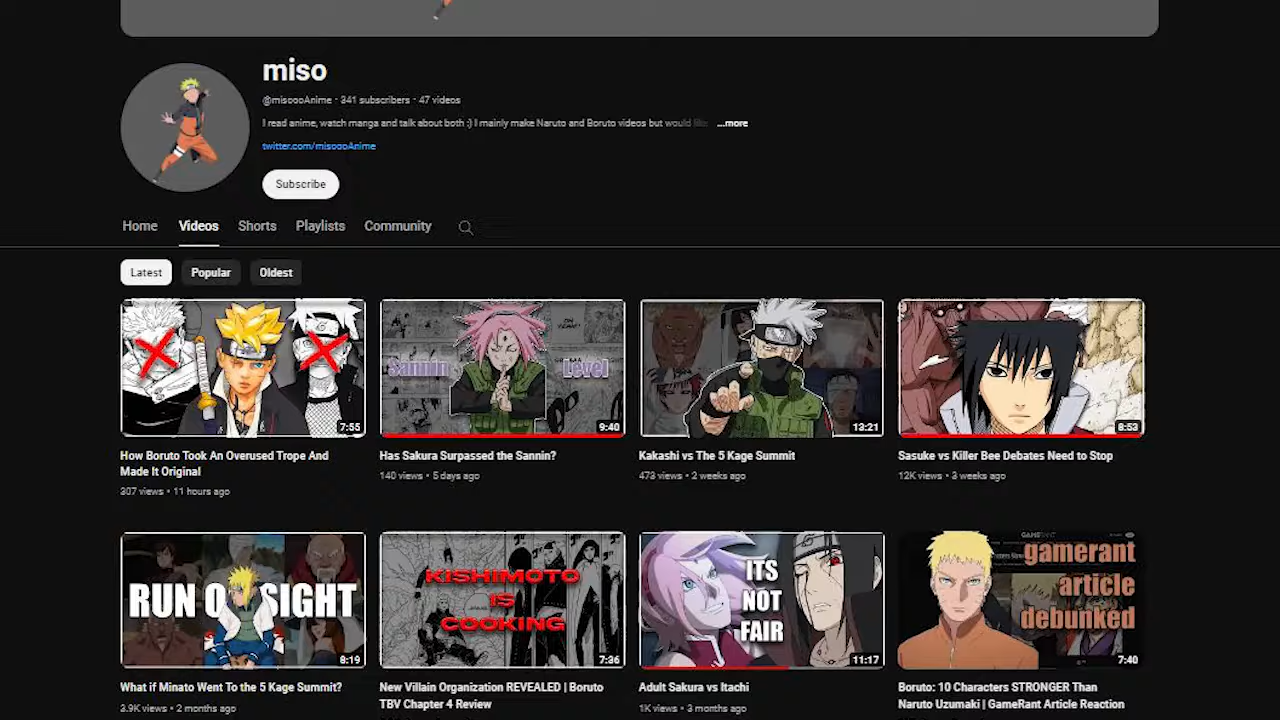 miso
@misoooAnime · 341 subscribers · 47 videos
I read anime, watch manga and talk about both :) I mainly make Naruto and Boruto videos but would like ...more
twitter.com/misoooAnime
Subscribe
Home Videos Shorts Playlists Community
Latest Popular Oldest
7:55
Sannin Level
9:40
13:21
8:53
How Boruto Took An Overused Trope And
Made It Original
307 views • 11 hours ago
Has Sakura Surpassed the Sannin?
140 views • 5 days ago
Kakashi vs The 5 Kage Summit
473 views • 2 weeks ago
Sasuke vs Killer Bee Debates Need to Stop
12K views • 3 weeks ago
RUN O SIGHT
8:19
KISHIMOTO
IS
COOKING
7:36
ITS
NOT
FAIR
11:17
GAMERANT
gamerant
article
debunked
7:40
What if Minato Went To the 5 Kage Summit?
3.9K views • 2 months ago
New Villain Organization REVEALED | Boruto
TBV Chapter 4 Review
Adult Sakura vs Itachi
1K views • 3 months ago
Boruto: 10 Characters STRONGER Than
Naruto Uzumaki | GameRant Article Reaction